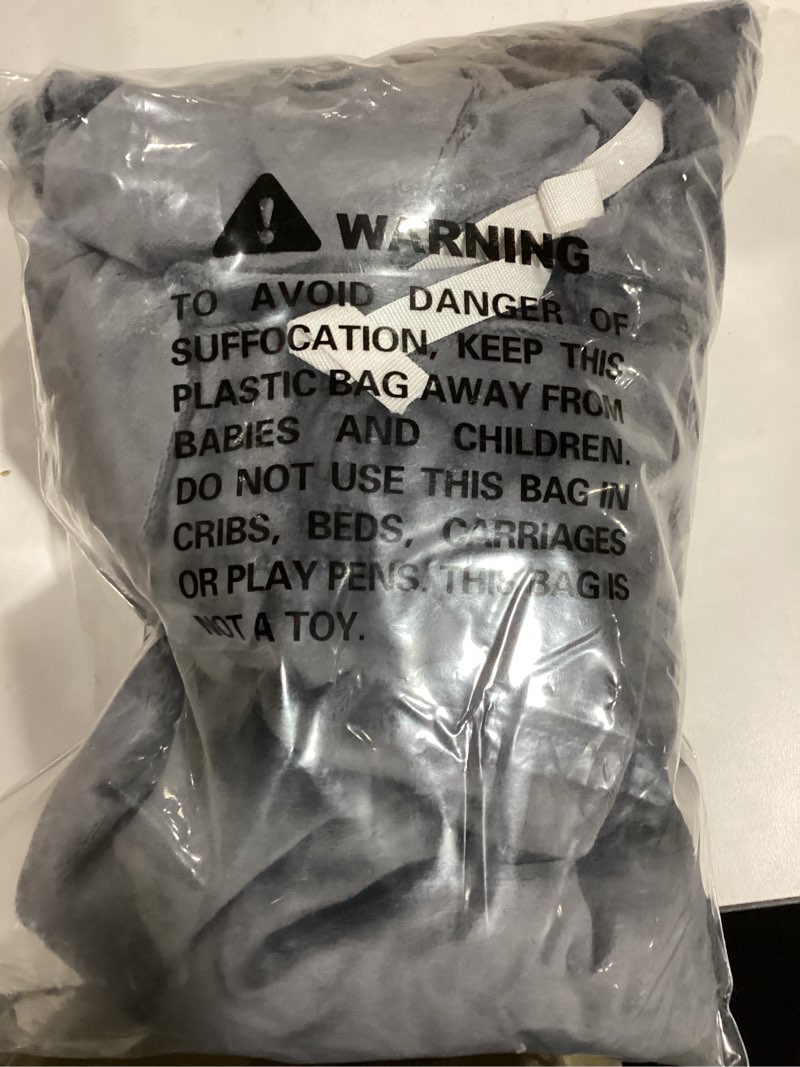 WARNING
TO AVOID DANGER OF
SUFFOCATION, KEEP THIS
PLASTIC BAG AWAY FROM
BABIES AND CHILDREN.
DO NOT USE THIS BAG IN
CRIBS, BEDS, CARRIAGES
OR PLAY PENS. THIS BAG IS
NOT A TOY.